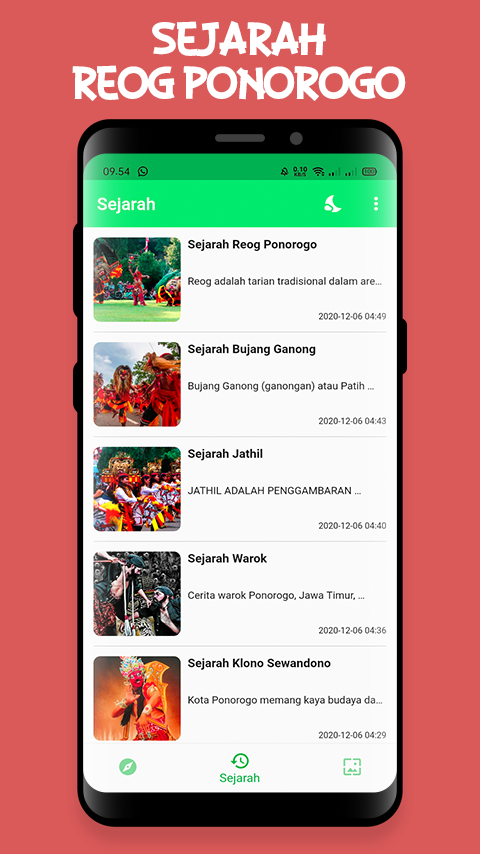 SEJARAH
REOG PONOROGO
09.54
0.10
KB/S
100
Sejarah
Sejarah Reog Ponorogo
Reog adalah tarian tradisional dalam are...
2020-12-06 04:49
Sejarah Bujang Ganong
Bujang Ganong (ganongan) atau Patih ...
2020-12-06 04:43
Sejarah Jathil
JATHIL ADALAH PENGGAMBARAN ...
2020-12-06 04:40
Sejarah Warok
Cerita warok Ponorogo, Jawa Timur, ...
2020-12-06 04:36
Sejarah Klono Sewandono
Kota Ponorogo memang kaya budaya da...
2020-12-06 04:29
Sejarah